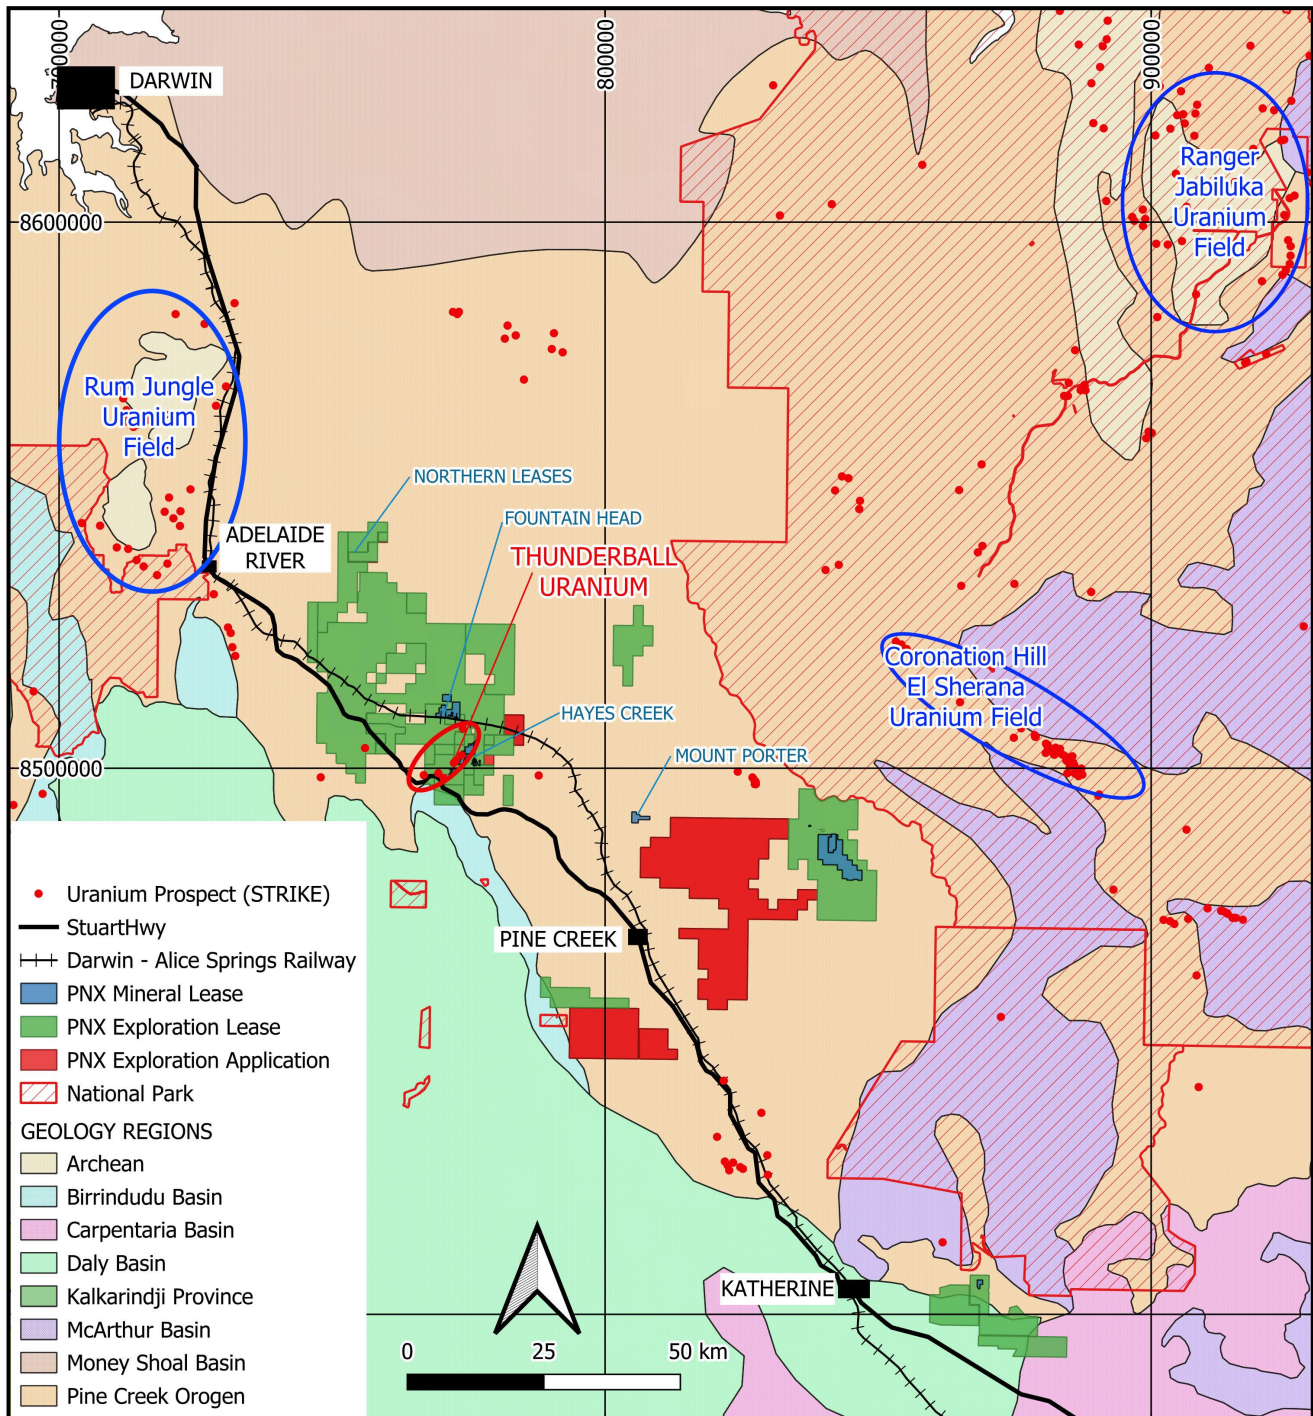 700000
800000
9000000
DARWIN
8600000
Ranger
Jabiluka
Uranium
Field
Rum Jungle
Uranium
Field
NORTHERN LEASES
FOUNTAIN HEAD
THUNDERBALL
URANIUM
ADELAIDE
RIVER
Coronation Hill
El Sherana
Uranium Field
HAYES CREEK
MOUNT PORTER
8500000
PINE CREEK
KATHERINE
Uranium Prospect (STRIKE)
StuartHwy
Darwin - Alice Springs Railway
PNX Mineral Lease
PNX Exploration Lease
PNX Exploration Application
National Park
GEOLOGY REGIONS
Archean
Birrindudu Basin
Carpentaria Basin
Daly Basin
Kalkarindji Province
McArthur Basin
Money Shoal Basin
Pine Creek Orogen
0 25 50 km